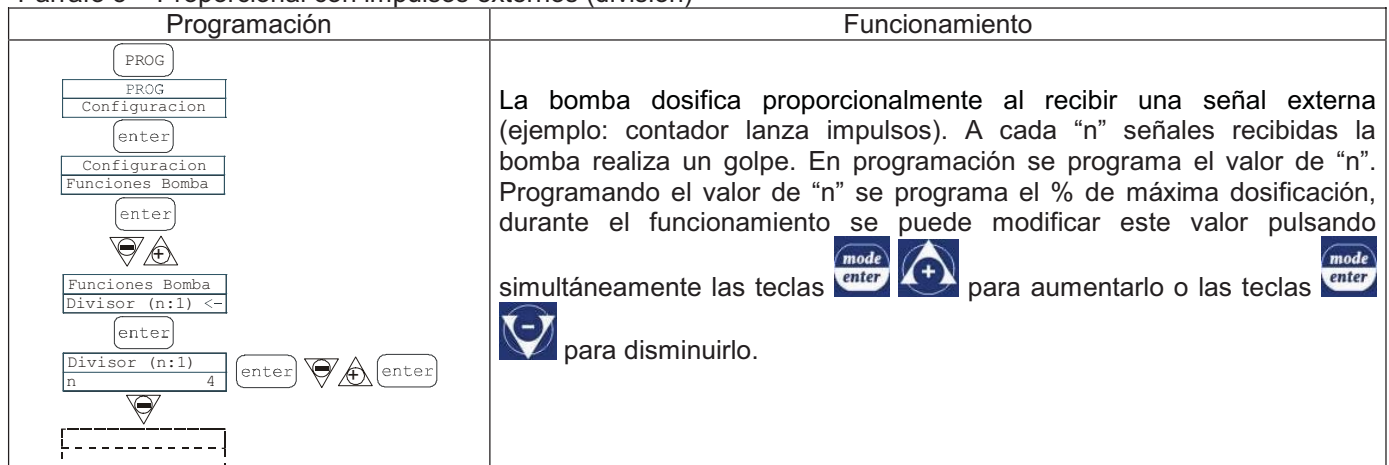 Programación
Funcionamiento
PROG
PROG
Configuracion
enter
Configuracion
Funciones Bomba
enter
Funciones Bomba
Divisor (n:1) <-
enter
Divisor (n:1)
n 4
enter enter
La bomba dosifica proporcionalmente al recibir una señal externa
(ejemplo: contador lanza impulsos). A cada “n” señales recibidas la
bomba realiza un golpe. En programación se programa el valor de “n”.
Programando el valor de “n” se programa el % de máxima dosificación,
durante el funcionamiento se puede modificar este valor pulsando
simultáneamente las teclas mode enter + para aumentarlo o las teclas mode enter
- para disminuirlo.